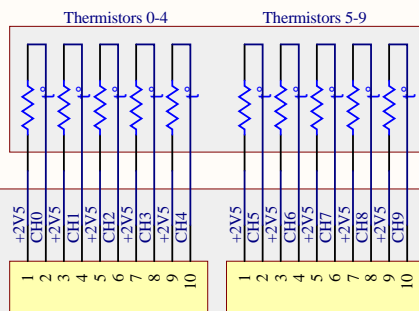 Thermistors 0-4 Thermistors 5-9
t° t° t° t° t° t° t° t° t° t°
+2V5 CH0 +2V5 CH1 +2V5 CH2 +2V5 CH3 +2V5 CH4 +2V5 CH5 +2V5 CH6 +2V5 CH7 +2V5 CH8 +2V5 CH9
1 2 3 4 5 6 7 8 9 10 1 2 3 4 5 6 7 8 9 10